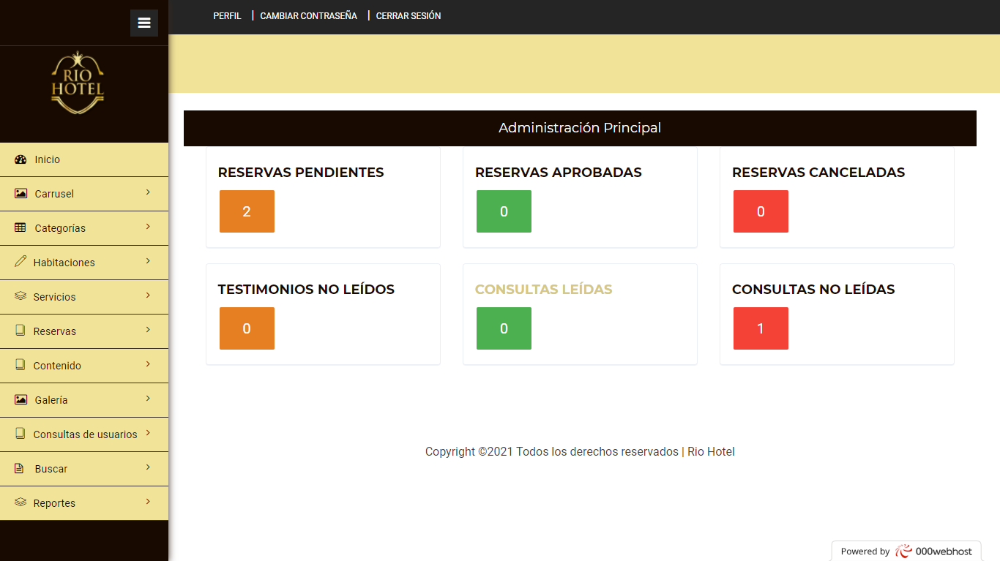 PERFIL | CAMBIAR CONTRASEÑA | CERRAR SESIÓN
RIO
HOTEL
Inicio
Carrusel
Categorías
Habitaciones
Servicios
Reservas
Contenido
Galería
Consultas de usuarios
Buscar
Reportes
Administración Principal
RESERVAS PENDIENTES
2
RESERVAS APROBADAS
0
RESERVAS CANCELADAS
0
TESTIMONIOS NO LEÍDOS
0
CONSULTAS LEÍDAS
0
CONSULTAS NO LEÍDAS
1
Copyright ©2021 Todos los derechos reservados | Rio Hotel
Powered by 000webhost